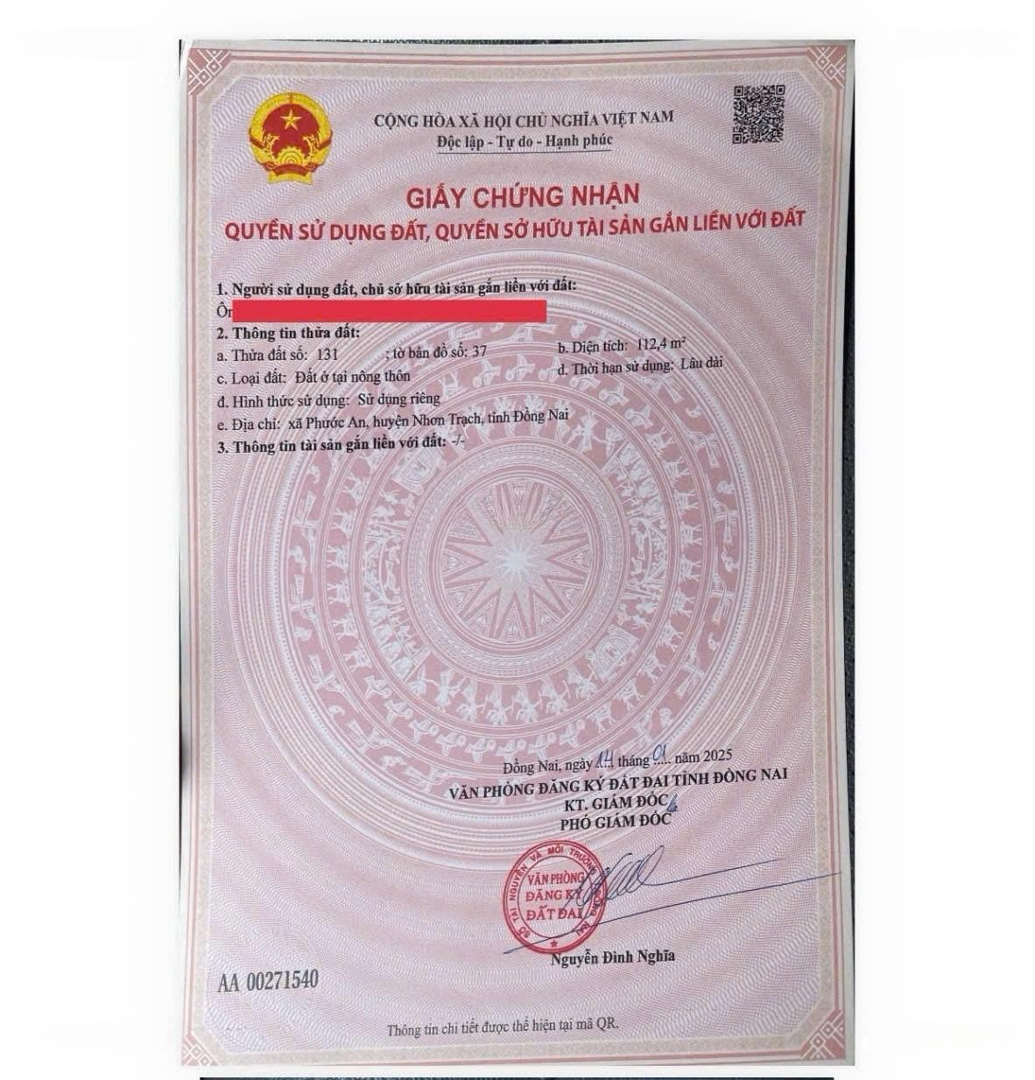 CỘNG HÒA XÃ HỘI CHỦ NGHĨA VIỆT NAM
Độc lập - Tự do - Hạnh phúc
GIẤY CHỨNG NHẬN
QUYỀN SỬ DỤNG ĐẤT, QUYỀN SỞ HỮU TÀI SẢN GẮN LIỀN VỚI ĐẤT
1. Người sử dụng đất, chủ sở hữu tài sản gắn liền với đất:
2. Thông tin thửa đất:
a. Thửa đất số: 131 ; tờ bản đồ số: 37 b. Diện tích: 112,4 m²
c. Loại đất: Đất ở tại nông thôn d. Thời hạn sử dụng: Lâu dài
đ. Hình thức sử dụng: Sử dụng riêng
e. Địa chỉ: xã Phước An, huyện Nhơn Trạch, tỉnh Đồng Nai
3. Thông tin tài sản gắn liền với đất: -/-
Đồng Nai, ngày 14 tháng 01 năm 2025
VĂN PHÒNG ĐĂNG KÝ ĐẤT ĐAI TỈNH ĐỒNG NAI
KT. GIÁM ĐỐC
PHÓ GIÁM ĐỐC
SỞ TÀI NGUYÊN VÀ MÔI TRƯỜNG
VĂN PHÒNG
ĐĂNG KÝ
ĐẤT ĐAI
Nguyễn Đình Nghĩa
AA 00271540
Thông tin chi tiết được thể hiện tại mã QR.